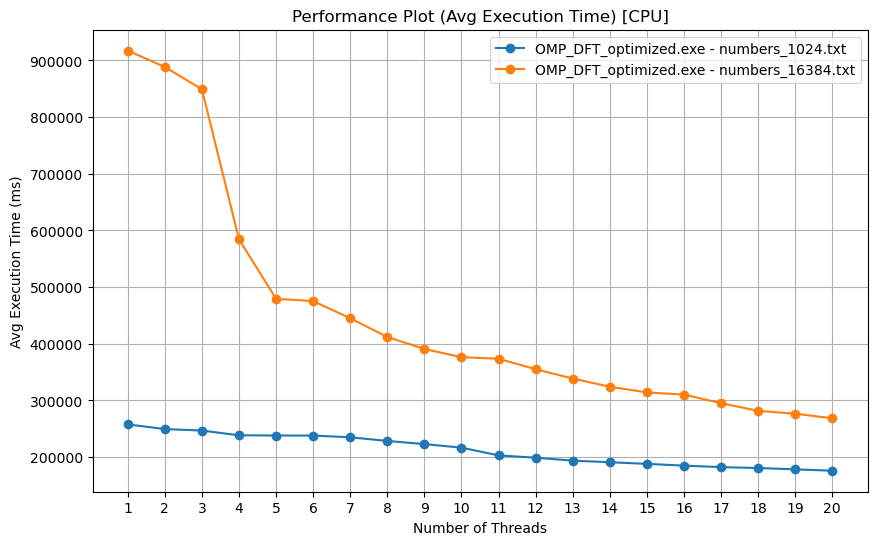 Performance Plot (Avg Execution Time) [CPU]
OMP_DFT_optimized.exe - numbers_1024.txt
OMP_DFT_optimized.exe - numbers_16384.txt
900000
800000
700000
600000
500000
400000
300000
200000
Avg Execution Time (ms)
1 2 3 4 5 6 7 8 9 10 11 12 13 14 15 16 17 18 19 20
Number of Threads